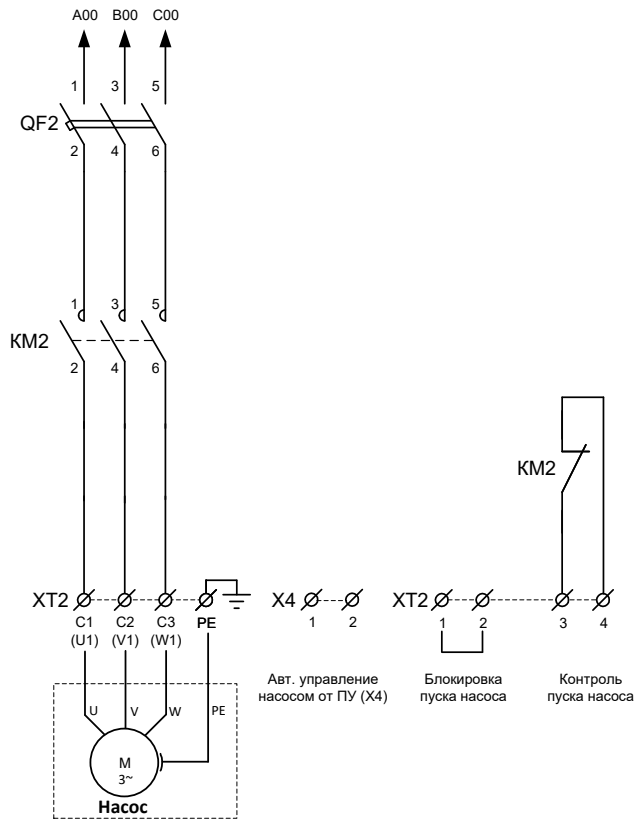 A00 B00 C00
1 3 5
QF2
2 4 6
1 3 5
KM2
2 4 6
KM2
XT2 X4 XT2
C1 C2 C3 PE 1 2 1 2 3 4
(U1) (V1) (W1)
Авт. управление Блокировка Контроль
насосом от ПУ (X4) пуска насоса пуска насоса
U V W PE
M
3~
Насос